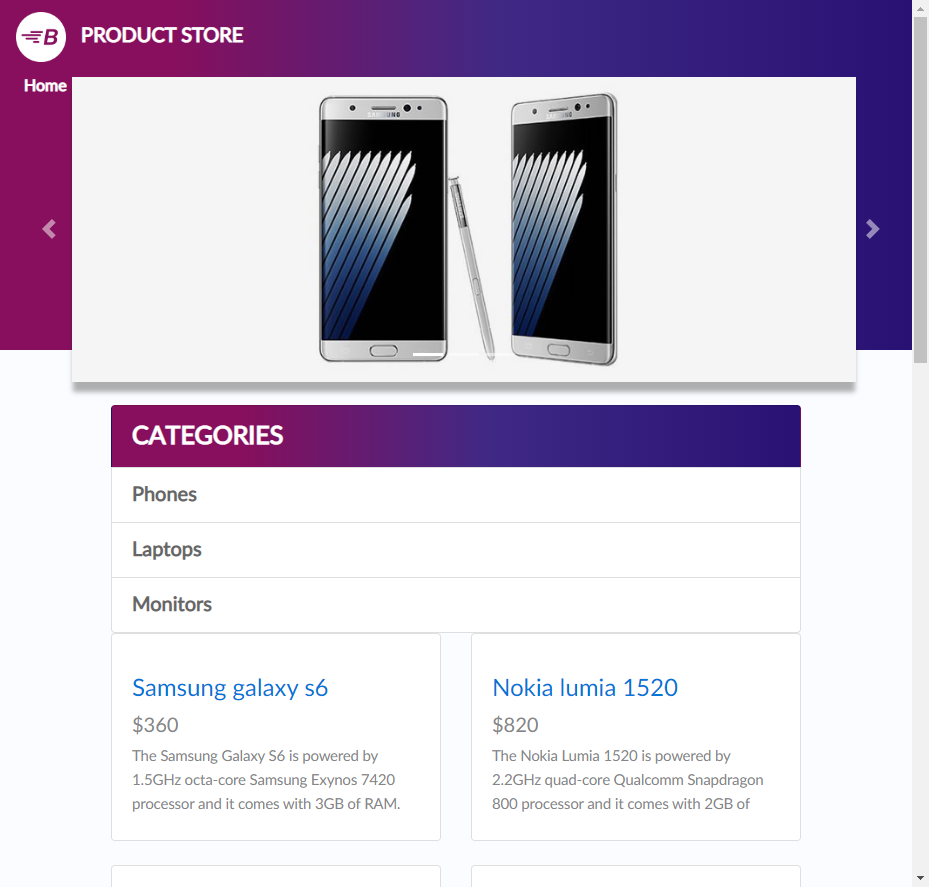 B
PRODUCT STORE
Home
SAMSUNG
CATEGORIES
Phones
Laptops
Monitors
Samsung galaxy s6
$360
The Samsung Galaxy S6 is powered by
1.5GHz octa-core Samsung Exynos 7420
processor and it comes with 3GB of RAM.
Nokia lumia 1520
$820
The Nokia Lumia 1520 is powered by
2.2GHz quad-core Qualcomm Snapdragon
800 processor and it comes with 2GB of